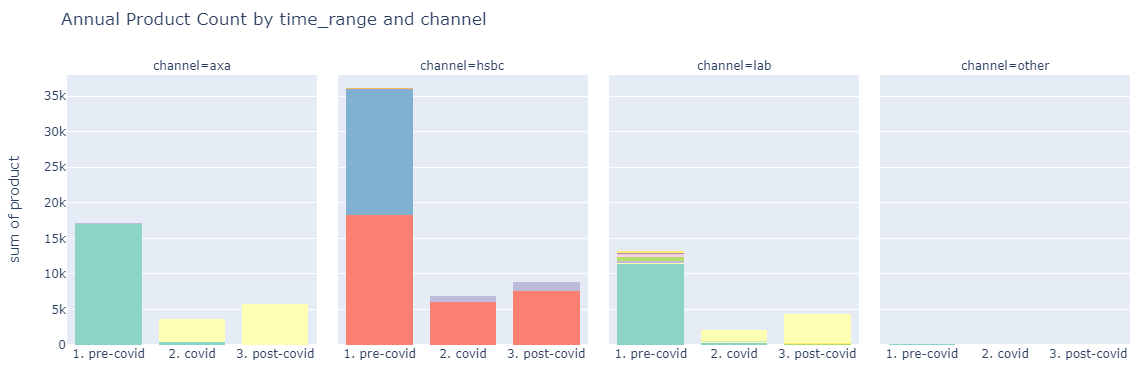 Annual Product Count by time_range and channel
channel=axa
channel=hsbc
channel=lab
channel=other
sum of product
35k
30k
25k
20k
15k
10k
5k
0
1. pre-covid 2. covid 3. post-covid
1. pre-covid 2. covid 3. post-covid
1. pre-covid 2. covid 3. post-covid
1. pre-covid 2. covid 3. post-covid